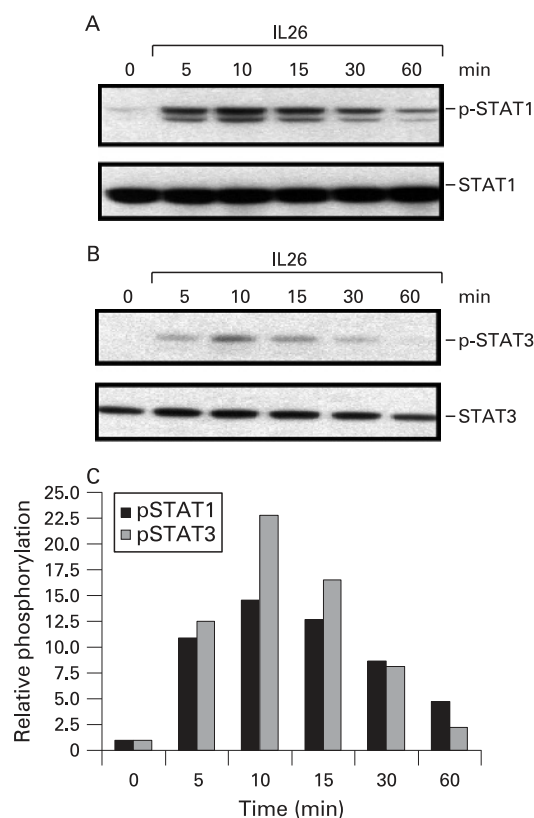 A
IL26
0 5 10 15 30 60 min
p-STAT1
STAT1
B
IL26
0 5 10 15 30 60 min
p-STAT3
STAT3
C
25.0
22.5
20.0
17.5
15.0
12.5
10.0
7.5
5.0
2.5
0
Relative phosphorylation
pSTAT1
pSTAT3
0 5 10 15 30 60
Time (min)